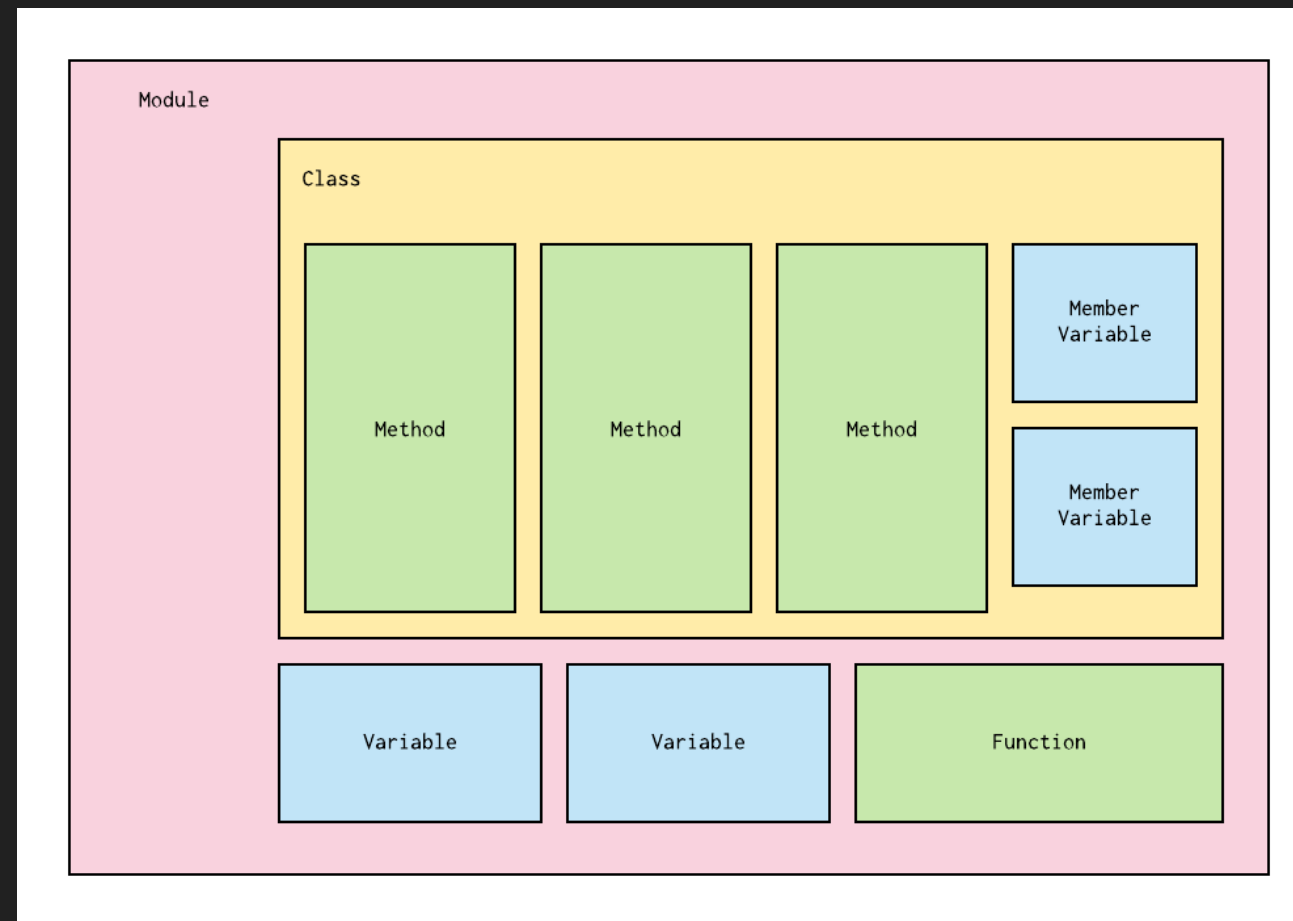 Module
Class
Method
Method
Method
Member
Variable
Member
Variable
Variable
Variable
Function